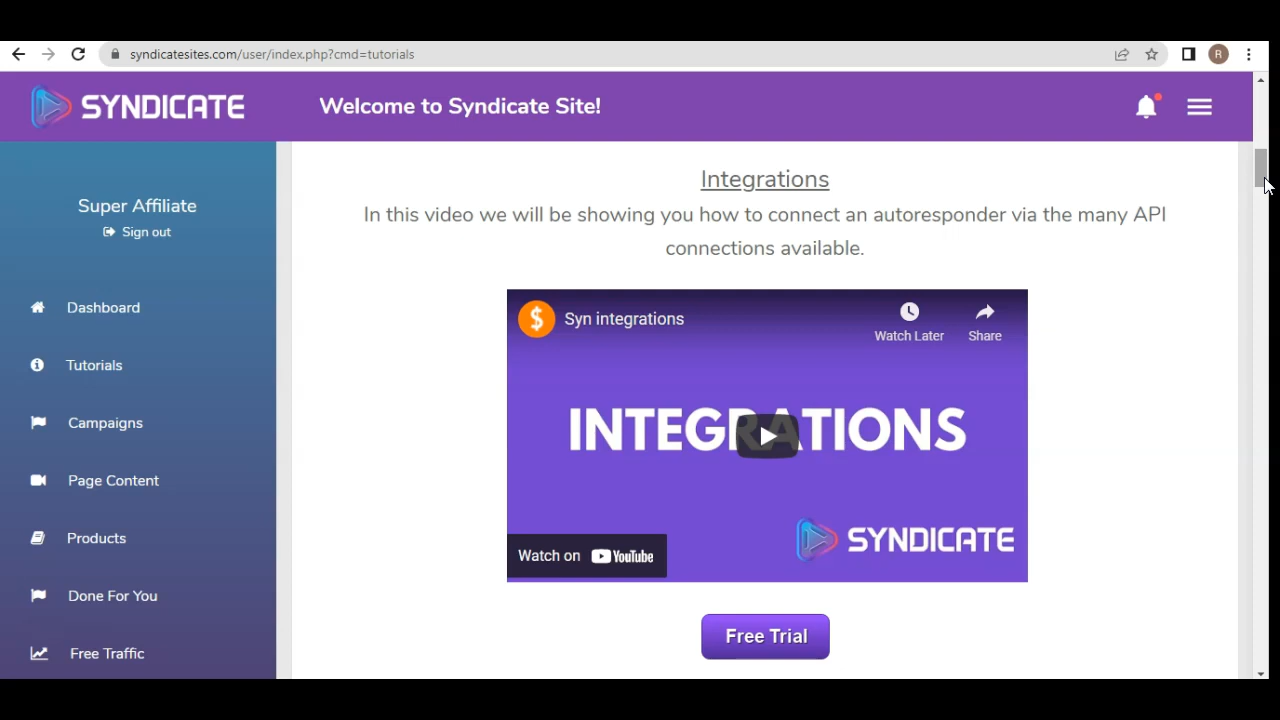 syndicatesites.com/user/index.php?cmd=tutorials
R
SYNDICATE
Welcome to Syndicate Site!
Super Affiliate
Sign out
Dashboard
Tutorials
Campaigns
Page Content
Products
Done For You
Free Traffic
Integrations
In this video we will be showing you how to connect an autoresponder via the many API
connections available.
$
Syn integrations
Watch Later
Share
INTEGRATIONS
SYNDICATE
Watch on YouTube
Free Trial